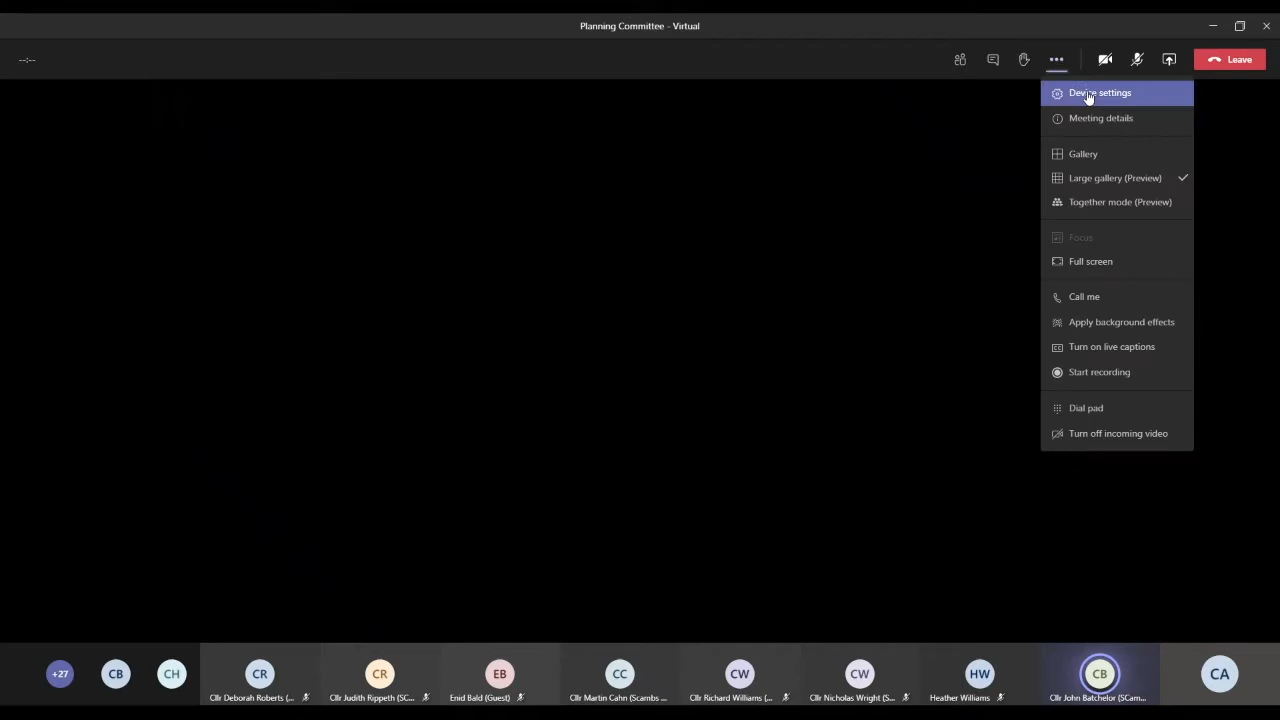 Planning Committee - Virtual
--:--
Leave
Device settings
Meeting details
Gallery
Large gallery (Preview)
Together mode (Preview)
Focus
Full screen
Call me
Apply background effects
CC Turn on live captions
Start recording
Dial pad
Turn off incoming video
+27
CB
CH
CR
CR
EB
CC
CW
CW
HW
CB
CA
Cllr Deborah Roberts (...
Cllr Judith Rippeth (SC...
Enid Bald (Guest)
Cllr Martin Cahn (Scambs ...
Cllr Richard Williams (...
Cllr Nicholas Wright (S...
Heather Williams
Cllr John Batchelor (SCam...